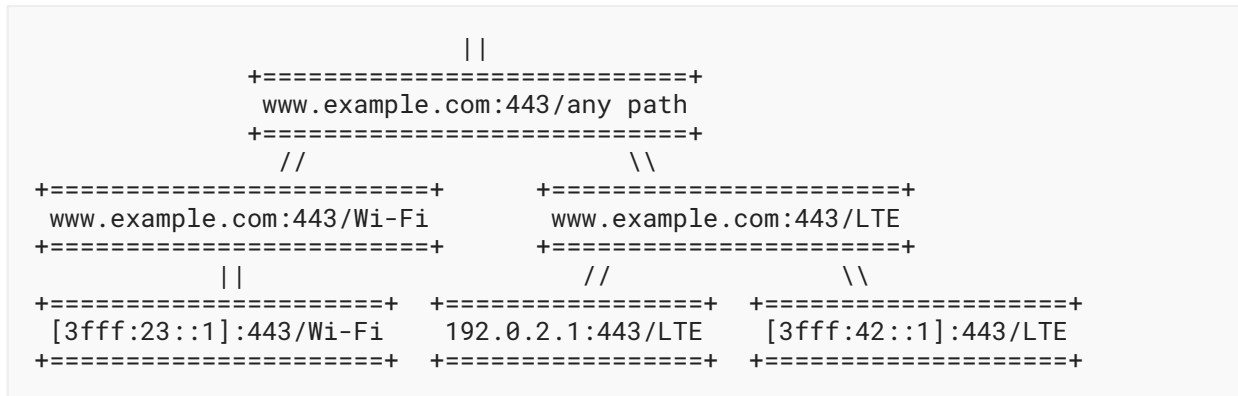 ||
+============================+
www.example.com:443/any path
+============================+
// \\
+=========================+ +=======================+
www.example.com:443/Wi-Fi www.example.com:443/LTE
+=========================+ +=======================+
|| // \\
+======================+ +=================+ +====================+
[3fff:23::1]:443/Wi-Fi 192.0.2.1:443/LTE [3fff:42::1]:443/LTE
+======================+ +=================+ +====================+